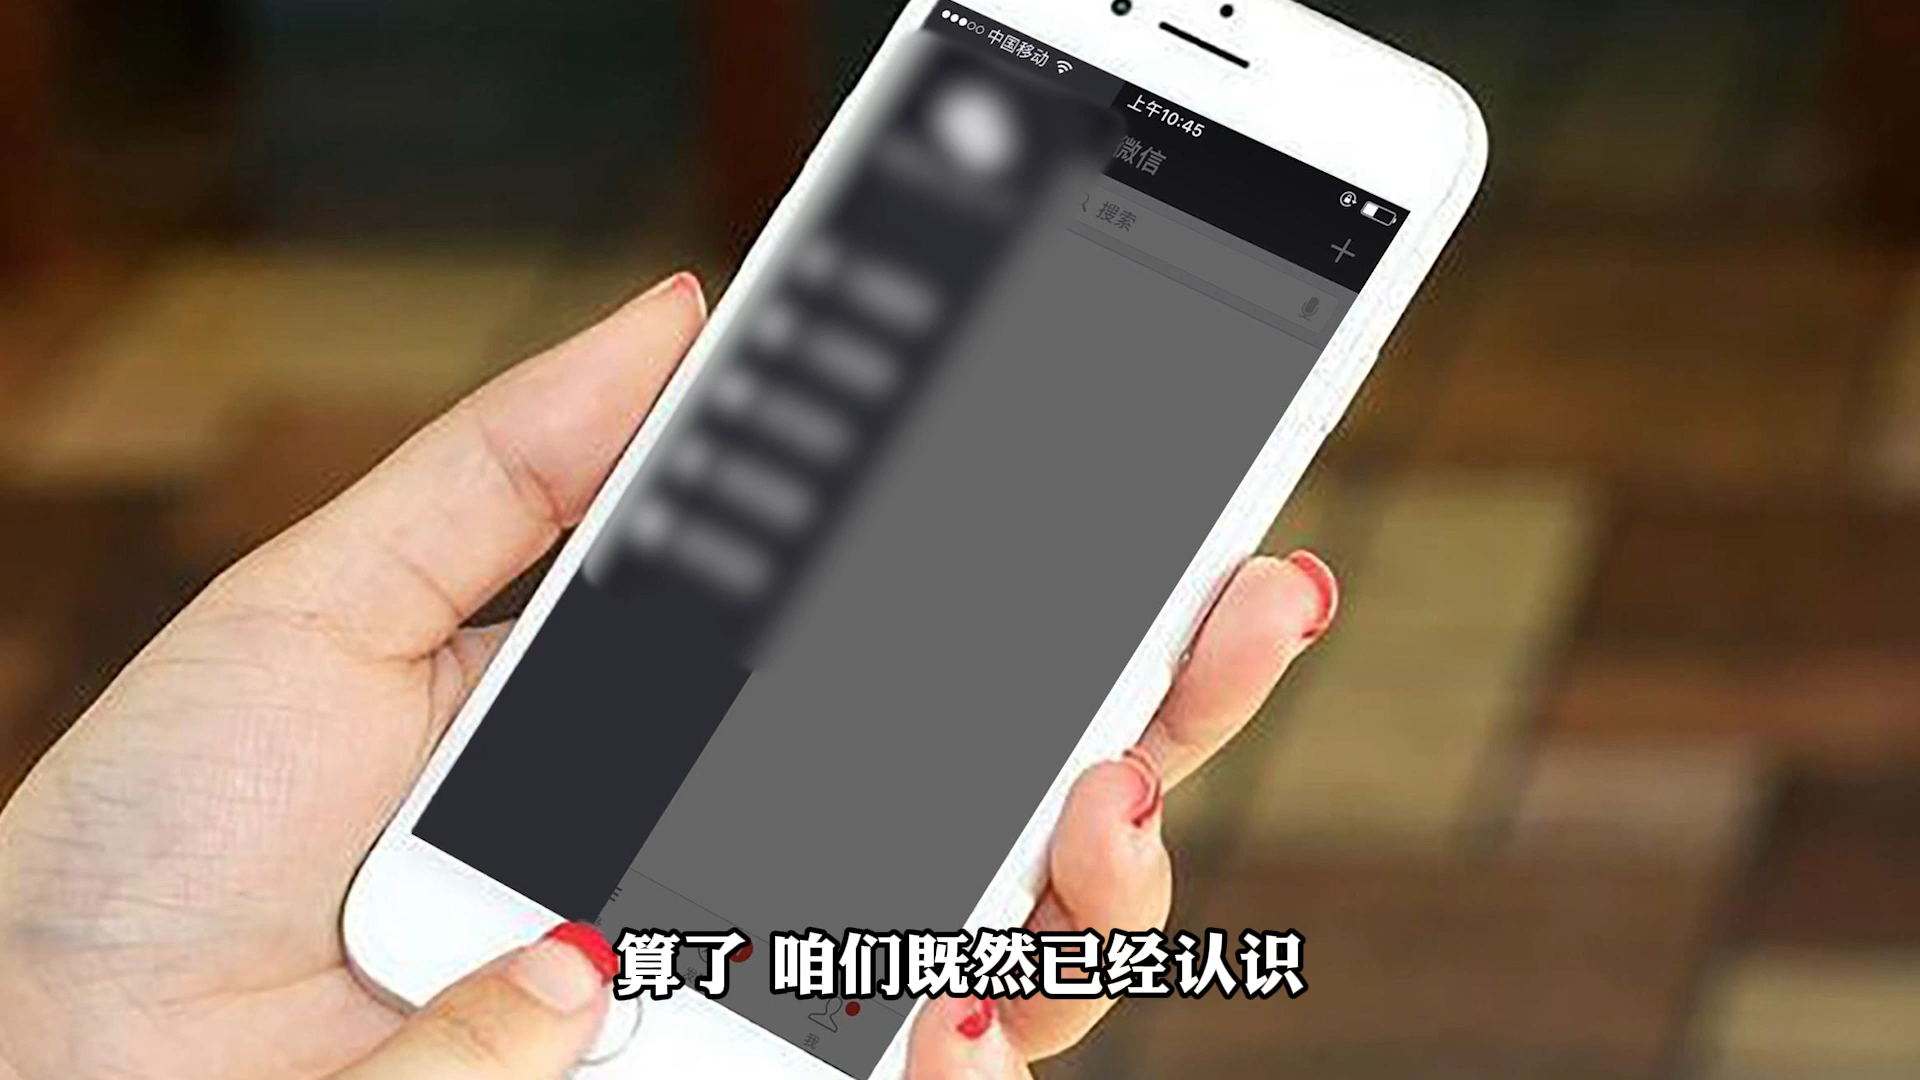 中国移动
上午10:45
微信
搜索
我
算了 咱们既然已经认识